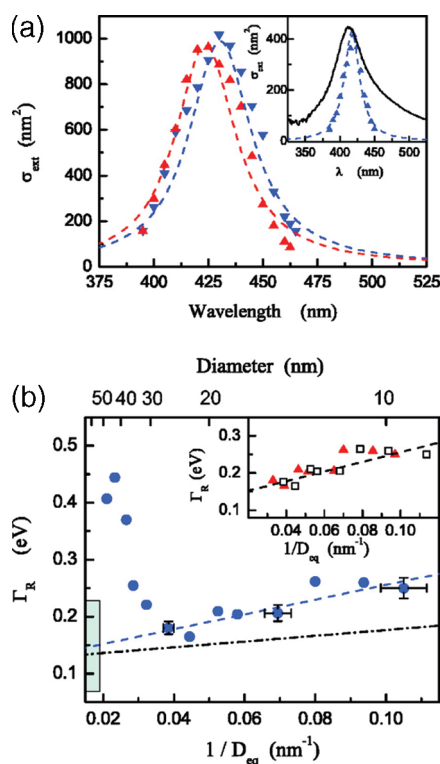 (a)
1000
800
600
400
200
0
σext (nm²)
375 400 425 450 475 500 525
Wavelength (nm)
400
200
0
σext (nm²)
350 400 450 500
λ (nm)
Diameter (nm)
50 40 30 20 10
(b)
0.5
0.4
0.3
0.2
0.1
ΓR (eV)
0.02 0.04 0.06 0.08 0.10
1 / Deq (nm⁻¹)
0.3
0.2
0.1
ΓR (eV)
0.04 0.06 0.08 0.10
1/Deq (nm⁻¹)